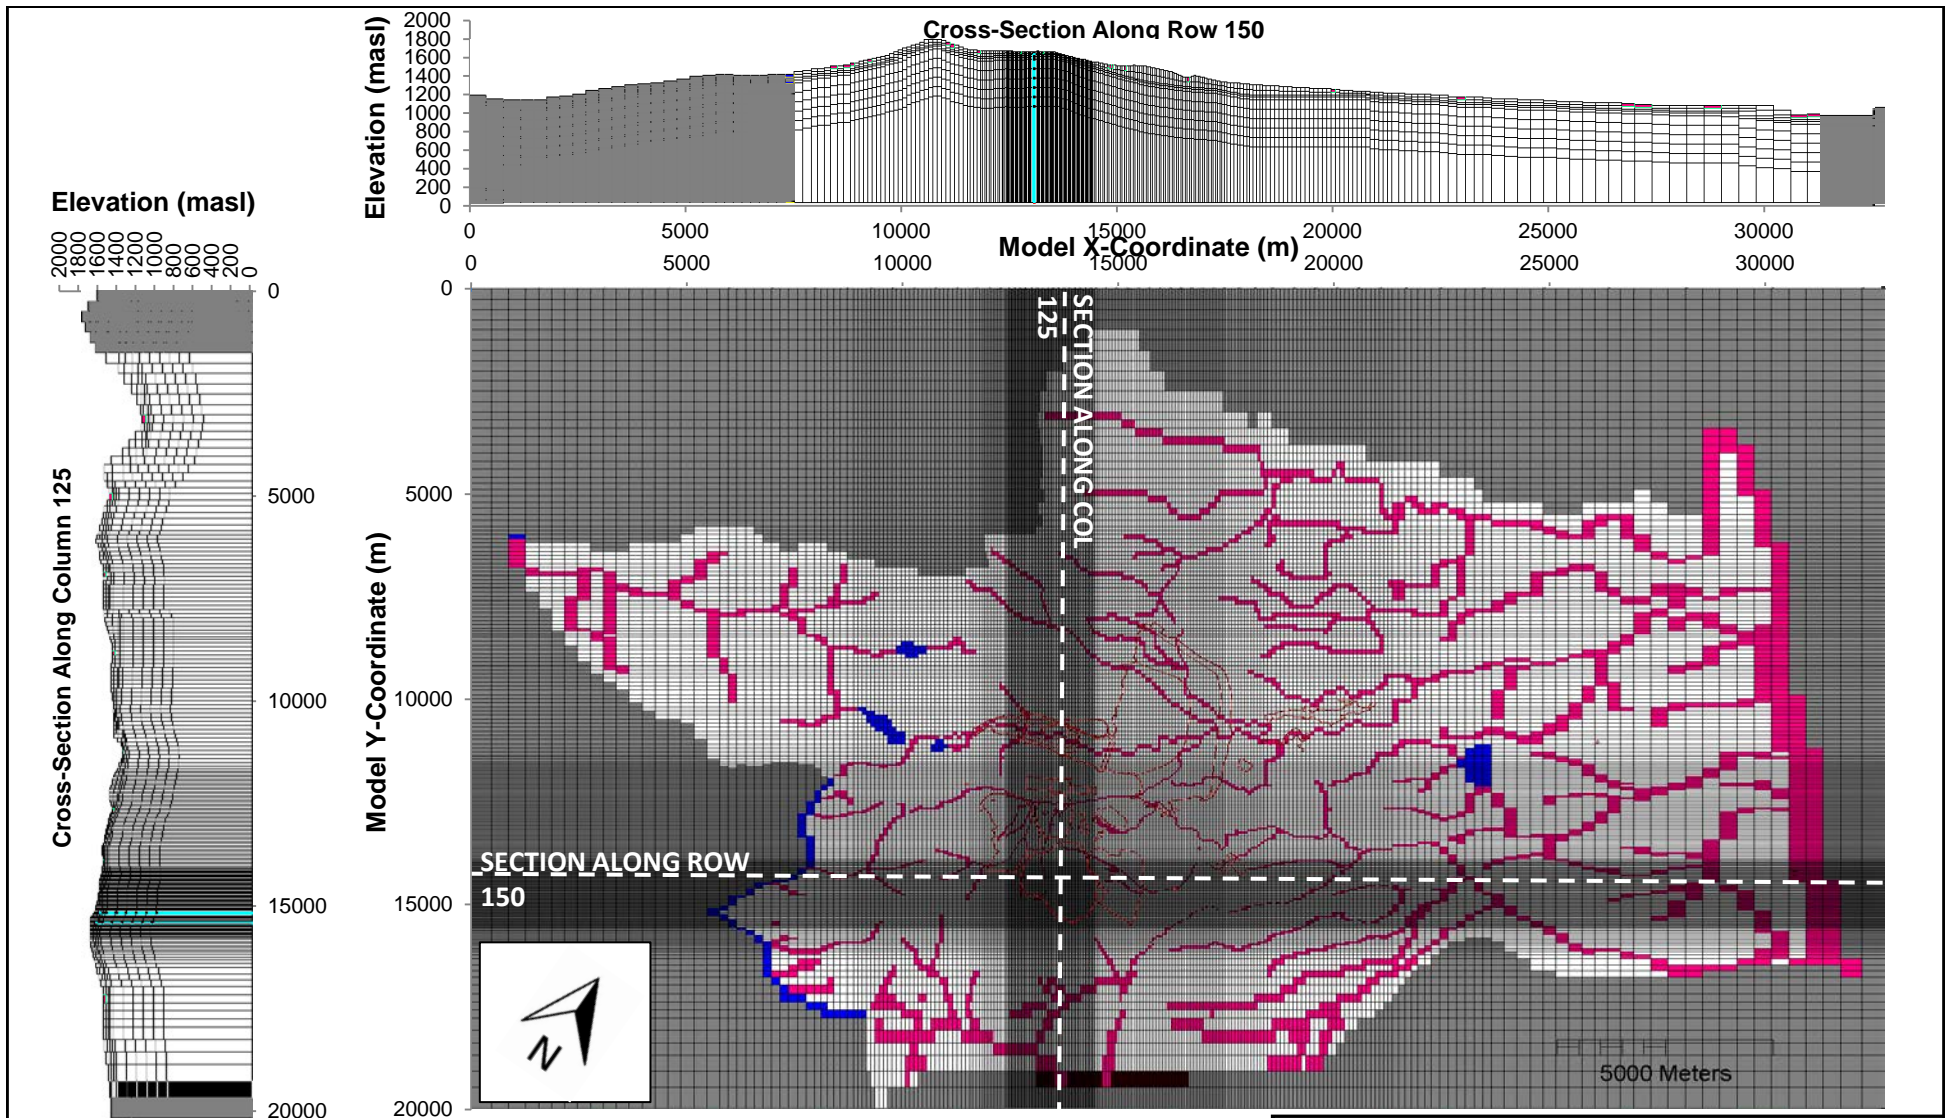 Cross-Section Along Row 150
Elevation (masl)
2000
1800
1600
1400
1200
1000
800
600
400
200
0
0 5000 10000 15000 20000 25000 30000
Model X-Coordinate (m)
0 5000 10000 15000 20000 25000 30000
Elevation (masl)
2000 1800 1600 1400 1200 1000 800 600 400 200 0
Cross-Section Along Column 125
0
5000
10000
15000
20000
Model Y-Coordinate (m)
0
5000
10000
15000
20000
SECTION ALONG COL
125
SECTION ALONG ROW
150
N
5000 Meters